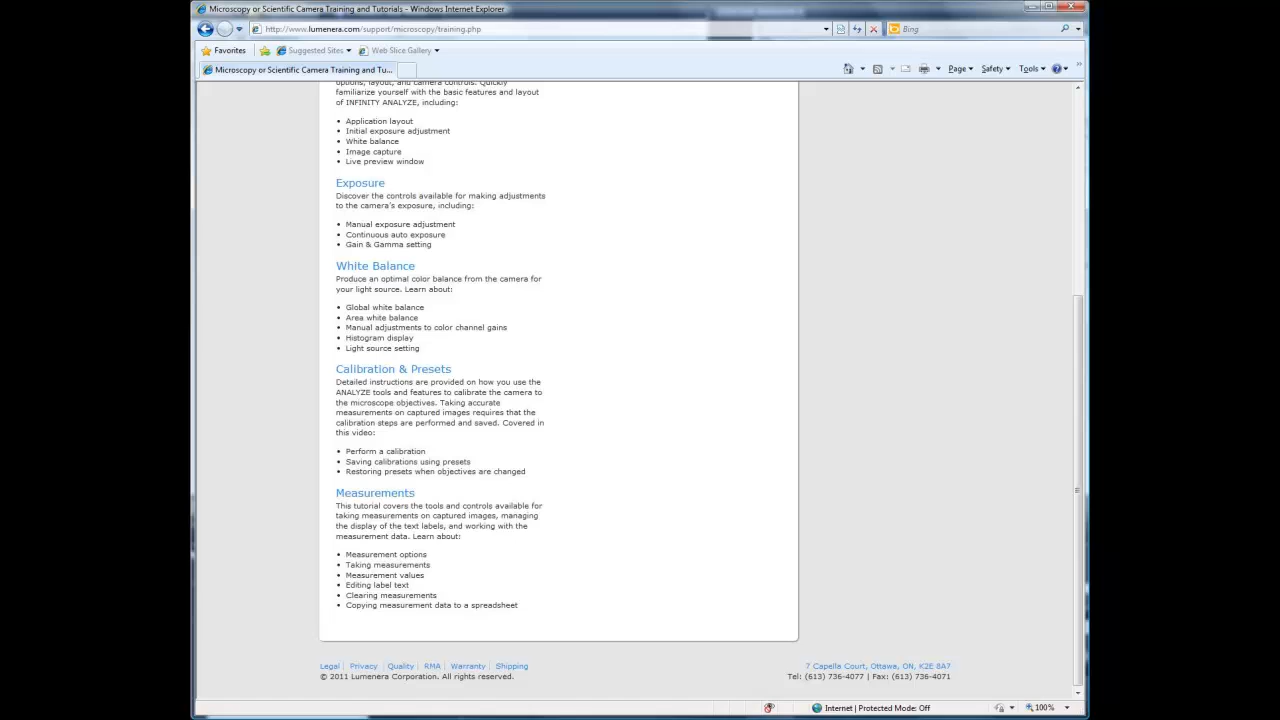 Microscopy or Scientific Camera Training and Tutorials - Windows Internet Explorer
http://www.lumenera.com/support/microscopy/training.php
Bing
Favorites Suggested Sites Web Slice Gallery
Microscopy or Scientific Camera Training and Tu...
Page Safety Tools
options, layout, and camera controls. Quickly
familiarize yourself with the basic features and layout
of INFINITY ANALYZE, including:
• Application layout
• Initial exposure adjustment
• White balance
• Image capture
• Live preview window
Exposure
Discover the controls available for making adjustments
to the camera's exposure, including:
• Manual exposure adjustment
• Continuous auto exposure
• Gain & Gamma setting
White Balance
Produce an optimal color balance from the camera for
your light source. Learn about:
• Global white balance
• Area white balance
• Manual adjustments to color channel gains
• Histogram display
• Light source setting
Calibration & Presets
Detailed instructions are provided on how you use the
ANALYZE tools and features to calibrate the camera to
the microscope objectives. Taking accurate
measurements on captured images requires that the
calibration steps are performed and saved. Covered in
this video:
• Perform a calibration
• Saving calibrations using presets
• Restoring presets when objectives are changed
Measurements
This tutorial covers the tools and controls available for
taking measurements on captured images, managing
the display of the text labels, and working with the
measurement data. Learn about:
• Measurement options
• Taking measurements
• Measurement values
• Editing label text
• Clearing measurements
• Copying measurement data to a spreadsheet
Legal | Privacy | Quality | RMA | Warranty | Shipping
© 2011 Lumenera Corporation. All rights reserved.
7 Capella Court, Ottawa, ON, K2E 8A7
Tel: (613) 736-4077 | Fax: (613) 736-4071
Internet | Protected Mode: Off
100%